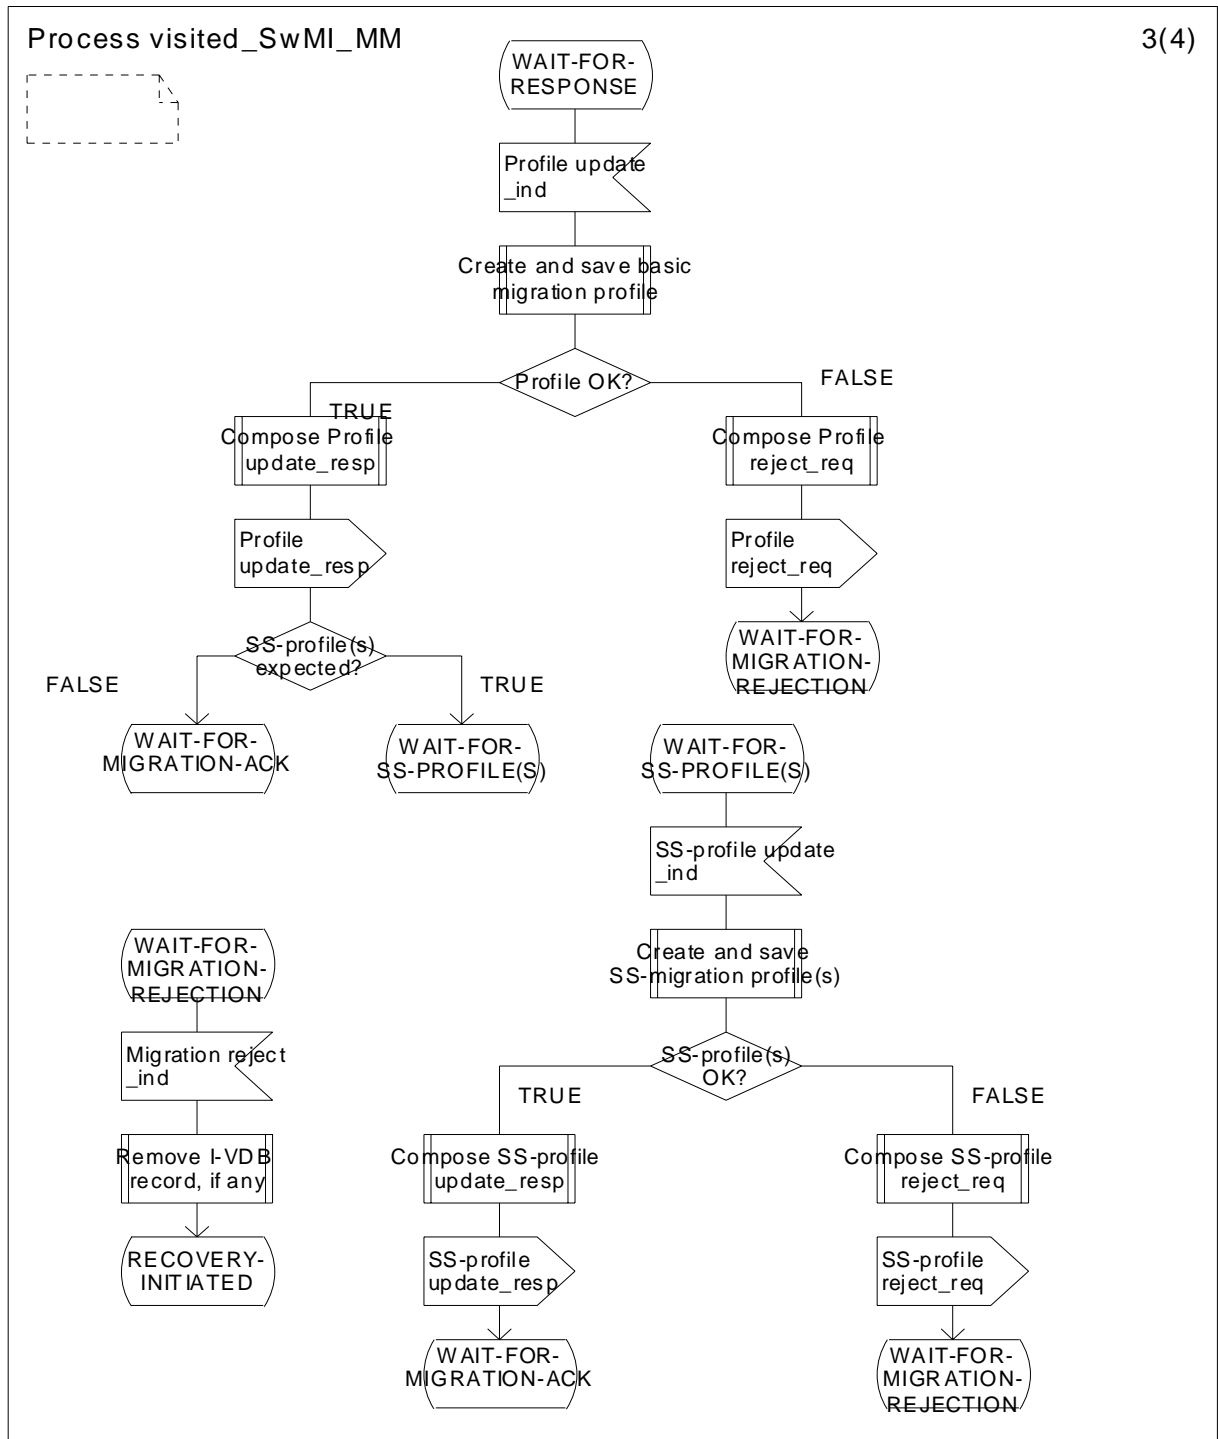 Process visited_SwMI_MM
3(4)
WAIT-FOR-
RESPONSE
Profile update
_ind
Create and save basic
migration profile
Profile OK?
FALSE
TRUE
Compose Profile
update_resp
Compose Profile
reject_req
Profile
update_resp
Profile
reject_req
SS-profile(s)
expected?
FALSE
TRUE
WAIT-FOR-
MIGRATION-
REJECTION
WAIT-FOR-
MIGRATION-ACK
WAIT-FOR-
SS-PROFILE(S)
WAIT-FOR-
SS-PROFILE(S)
SS-profile update
_ind
WAIT-FOR-
MIGRATION-
REJECTION
Create and save
SS-migration profile(s)
Migration reject
_ind
SS-profile(s)
OK?
TRUE
FALSE
Remove I-VDB
record, if any
Compose SS-profile
update_resp
Compose SS-profile
reject_req
RECOVERY-
INITIATED
SS-profile
update_resp
SS-profile
reject_req
WAIT-FOR-
MIGRATION-ACK
WAIT-FOR-
MIGRATION-
REJECTION